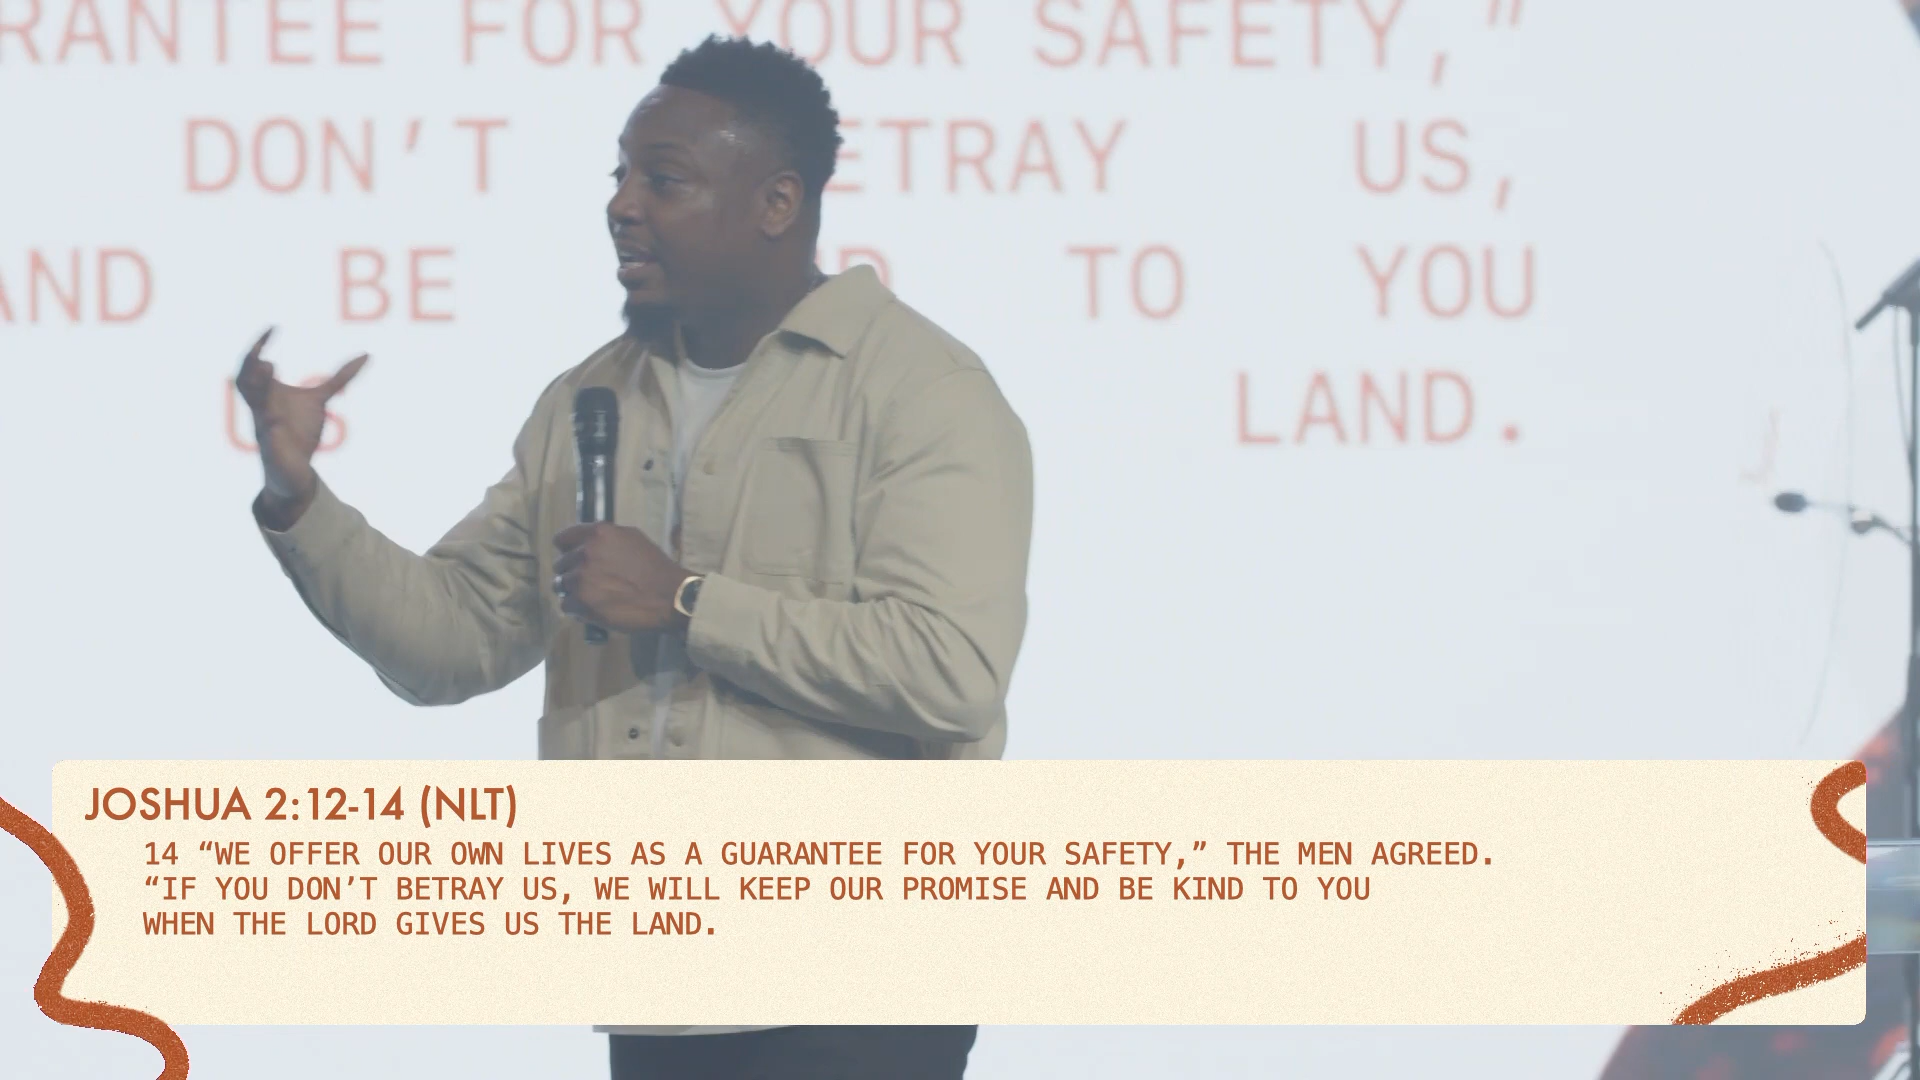 RANTEE FOR YOUR SAFETY,”
DON’T BETRAY US,
AND BE TO YOU
US LAND.
JOSHUA 2:12-14 (NLT)
14 “WE OFFER OUR OWN LIVES AS A GUARANTEE FOR YOUR SAFETY,” THE MEN AGREED.
“IF YOU DON’T BETRAY US, WE WILL KEEP OUR PROMISE AND BE KIND TO YOU
WHEN THE LORD GIVES US THE LAND.